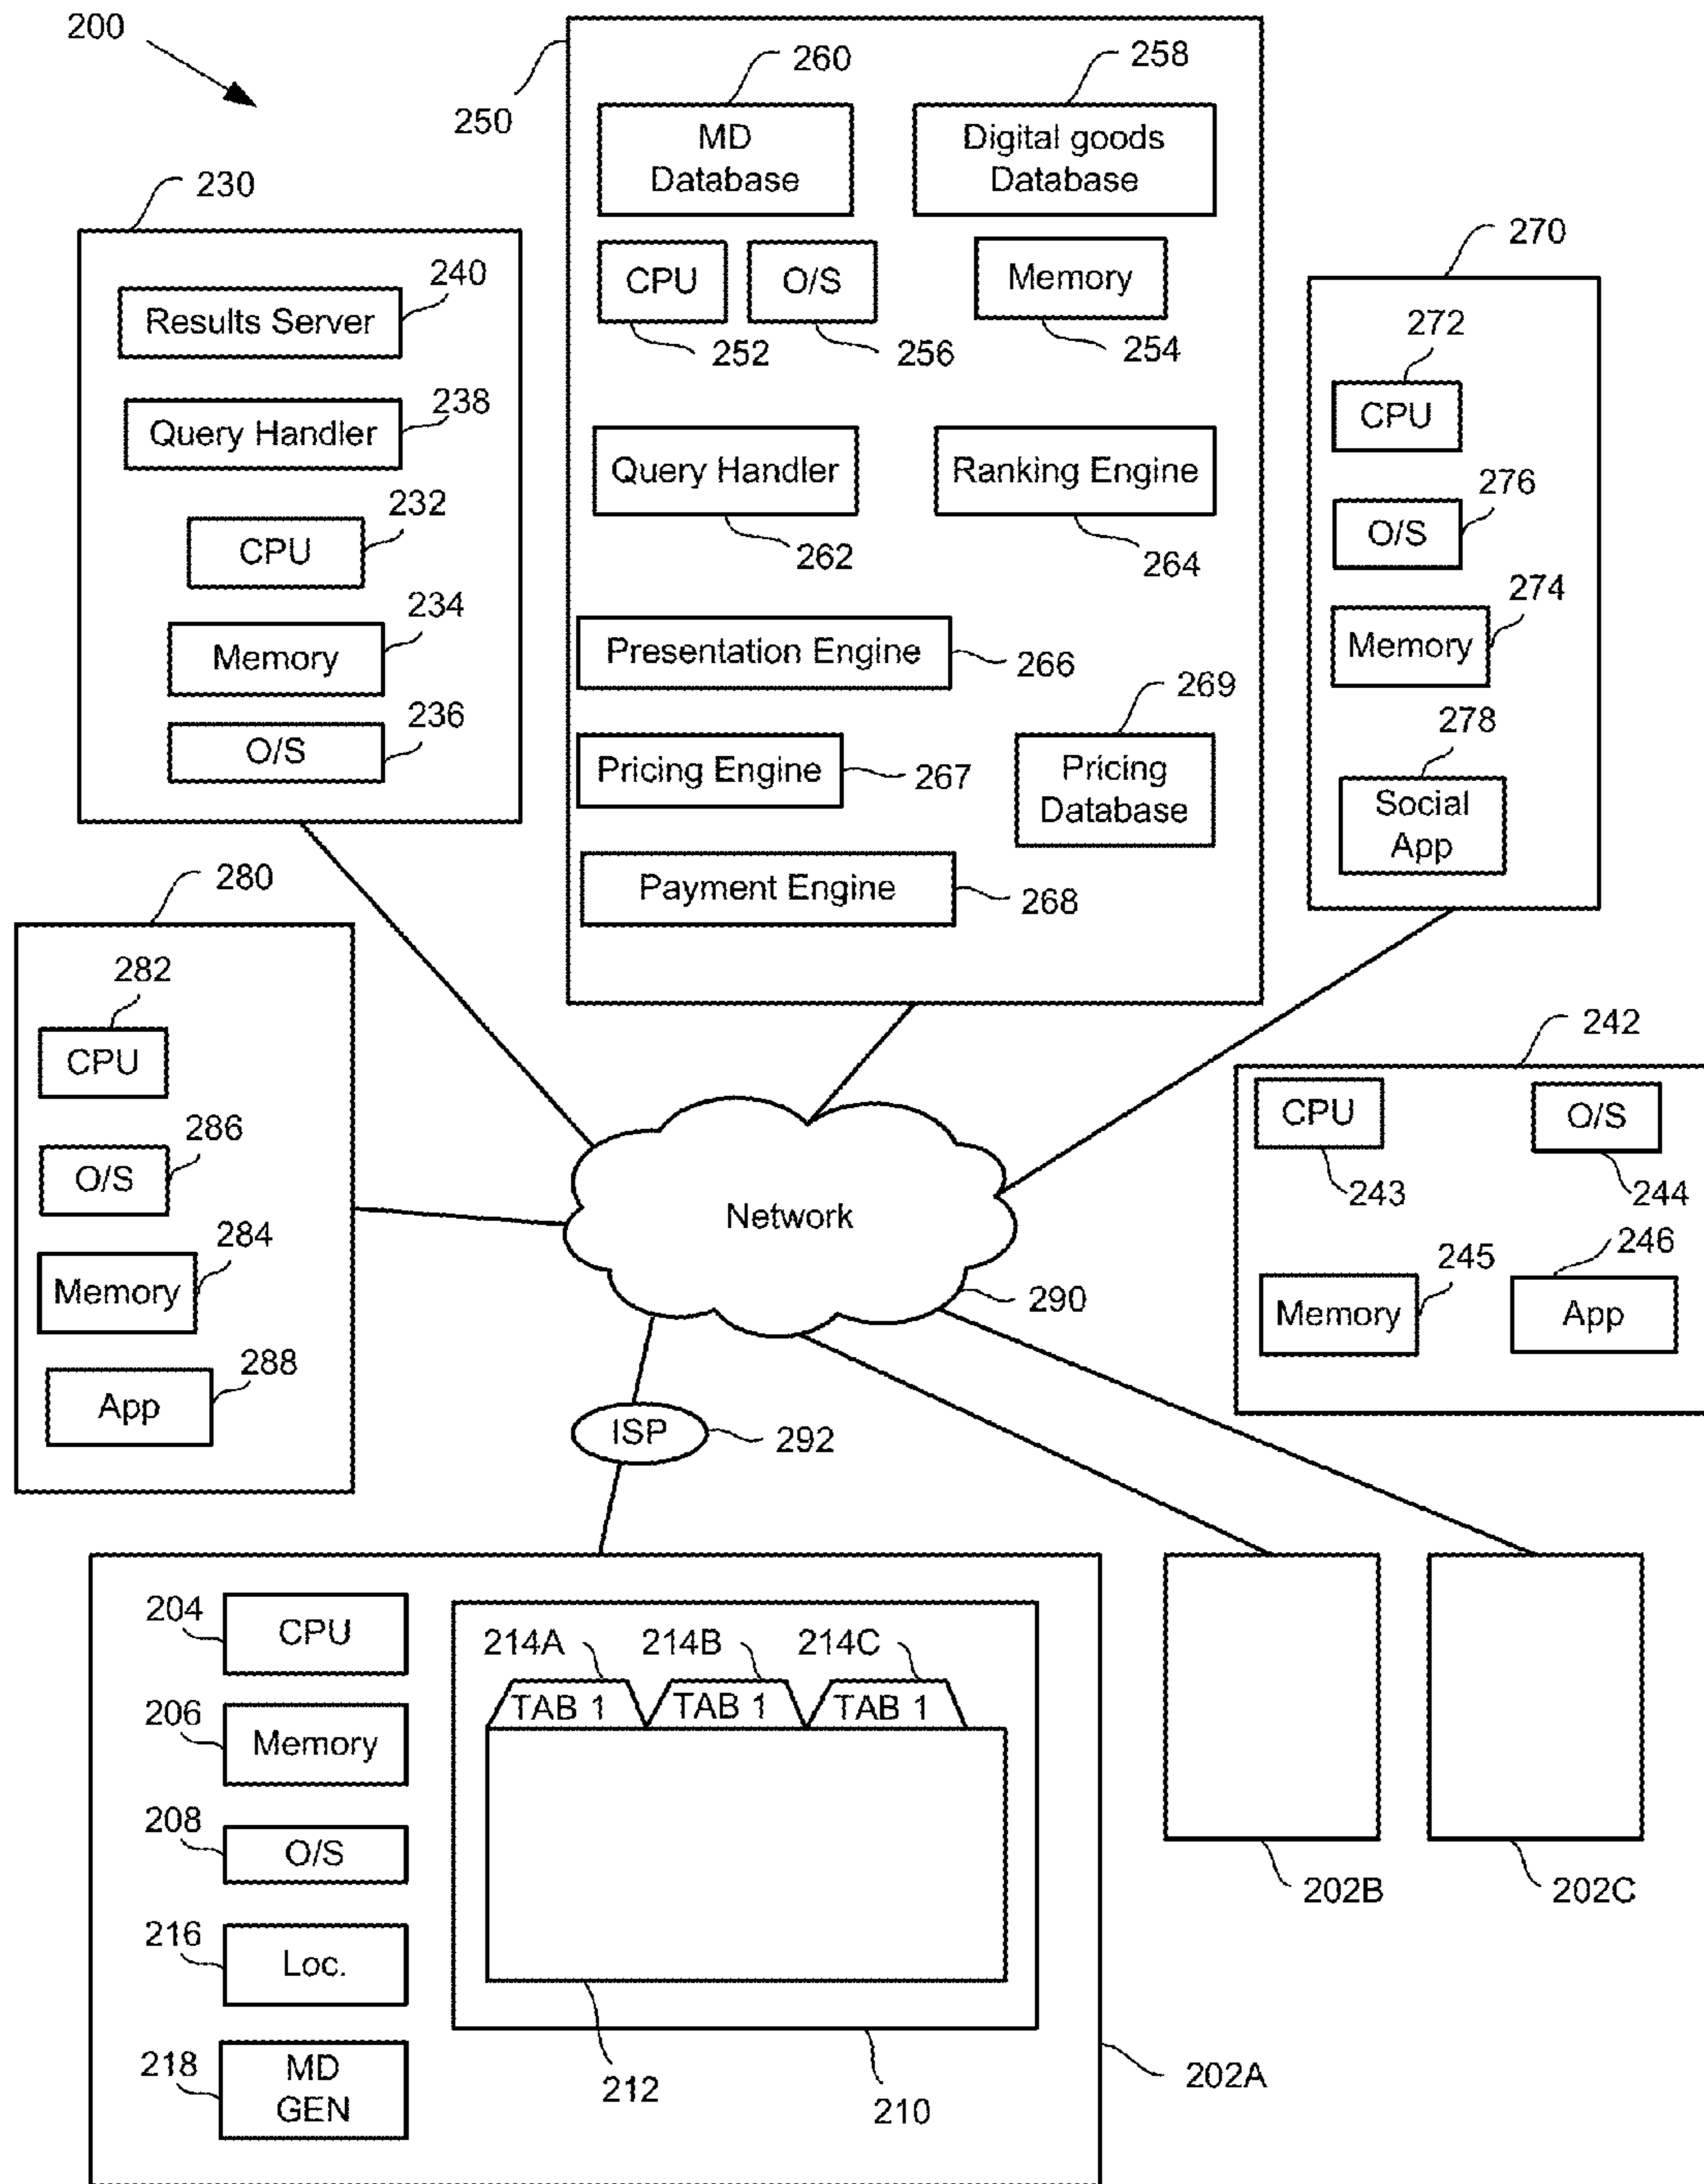 200
250
260
MD
Database
258
Digital goods
Database
CPU
252
O/S
256
Memory
254
Query Handler
262
Ranking Engine
264
Presentation Engine
266
Pricing Engine
267
269
Pricing
Database
Payment Engine
268
230
240
Results Server
238
Query Handler
232
CPU
234
Memory
236
O/S
270
272
CPU
276
O/S
274
Memory
278
Social
App
280
282
CPU
286
O/S
284
Memory
288
App
Network
290
242
CPU
243
O/S
244
245
Memory
246
App
ISP
292
204
CPU
206
Memory
208
O/S
216
Loc.
218
MD
GEN
214A
214B
214C
TAB 1
TAB 1
TAB 1
212
210
202A
202B
202C